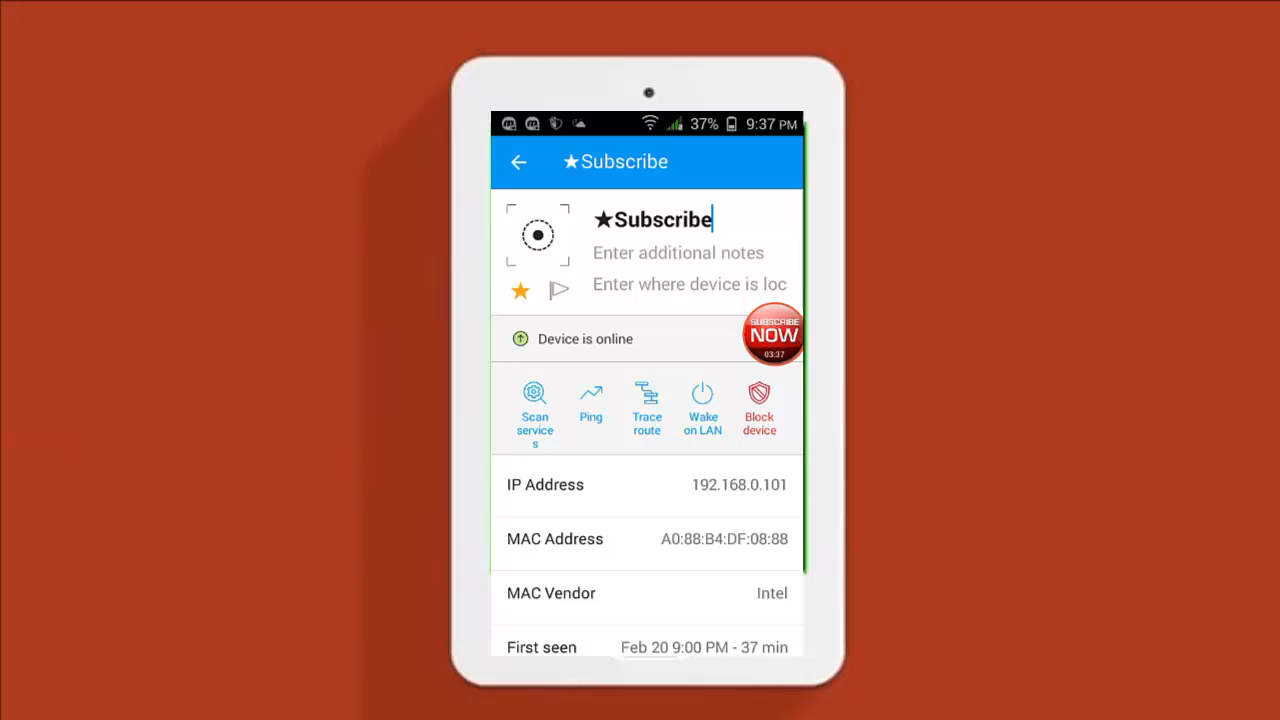 37% 9:37 PM
★Subscribe
★Subscribe
Enter additional notes
Enter where device is loc
Device is online
SUBSCRIBE
NOW
03:37
Scan
service
s
Ping
Trace
route
Wake
on LAN
Block
device
IP Address 192.168.0.101
MAC Address A0:88:B4:DF:08:88
MAC Vendor Intel
First seen Feb 20 9:00 PM - 37 min